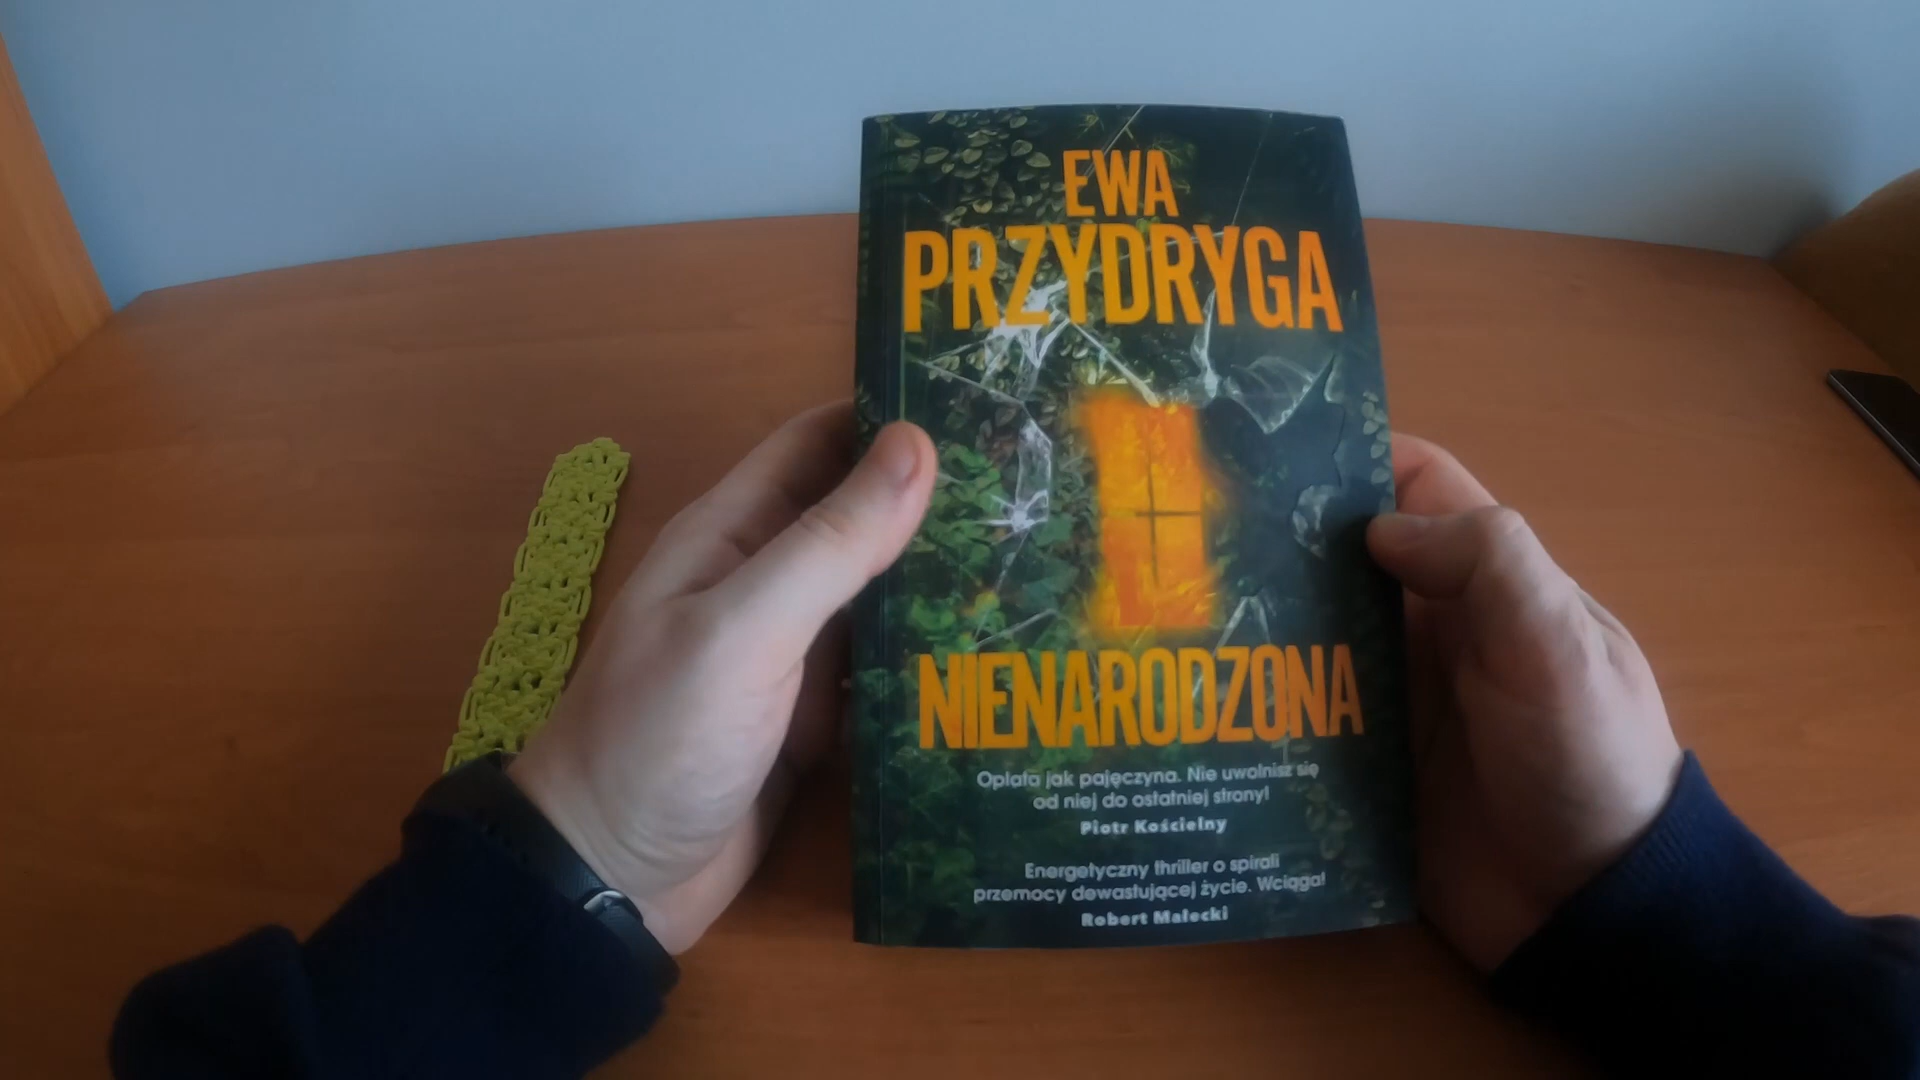 EWA
PRZYDRYGA
NIENARODZONA
Oplata jak pajęczyna. Nie uwolnisz się
od niej do ostatniej strony!
Piotr Kościelny
Energetyczny thriller o spirali
przemocy dewastującej życie. Wciąga!
Robert Małecki